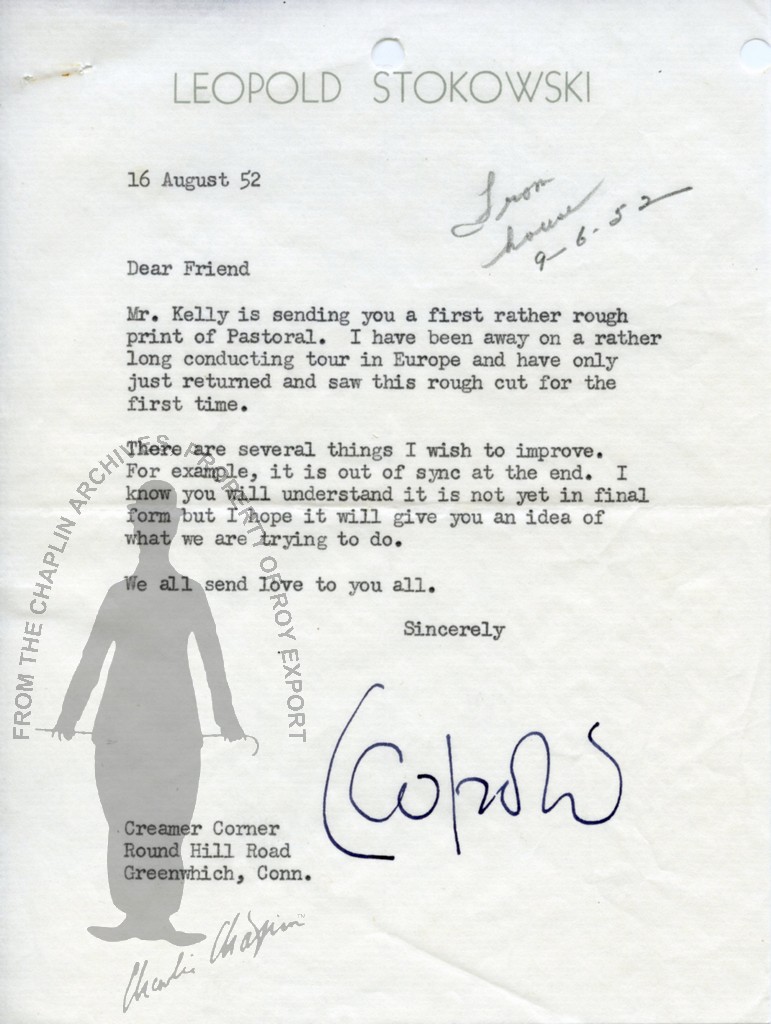 LEOPOLD STOKOWSKI
16 August 52
From
house
9-6-52
Dear Friend
Mr. Kelly is sending you a first rather rough
print of Pastoral.  I have been away on a rather
long conducting tour in Europe and have only
just returned and saw this rough cut for the
first time.
There are several things I wish to improve.
For example, it is out of sync at the end.  I
know you will understand it is not yet in final
form but I hope it will give you an idea of
what we are trying to do.
We all send love to you all.
Sincerely
Leopold
Creamer Corner
Round Hill Road
Greenwhich, Conn.
FROM THE CHAPLIN ARCHIVES PROPERTY OF ROY EXPORT
Charlie Chaplin